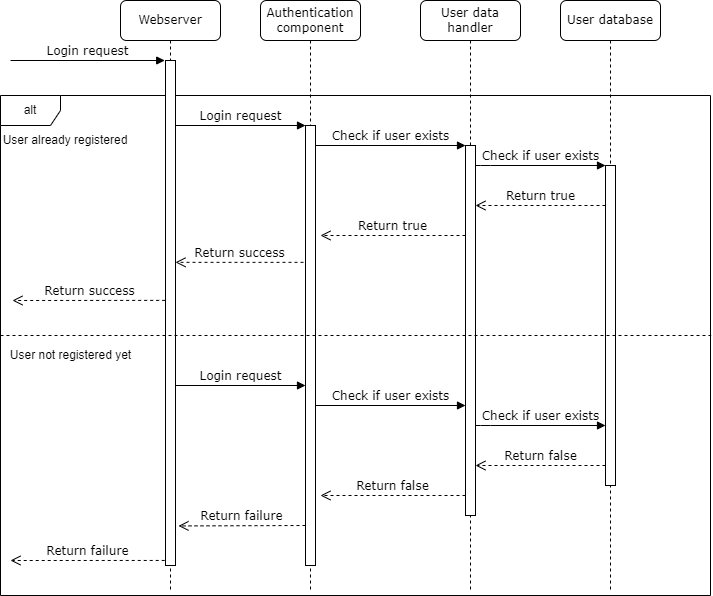 Webserver
Authentication
component
User data
handler
User database
Login request
alt
User already registered
Login request
Check if user exists
Check if user exists
Return true
Return true
Return success
Return success
User not registered yet
Login request
Check if user exists
Check if user exists
Return false
Return false
Return failure
Return failure